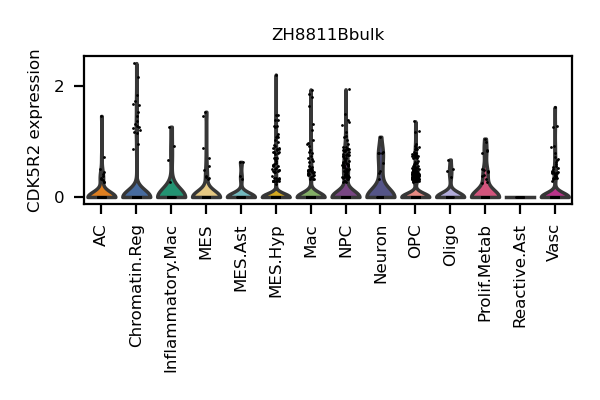 ZH8811Bbulk
CDK5R2 expression
2
0
AC
Chromatin.Reg
Inflammatory.Mac
MES
MES.Ast
MES.Hyp
Mac
NPC
Neuron
OPC
Oligo
Prolif.Metab
Reactive.Ast
Vasc